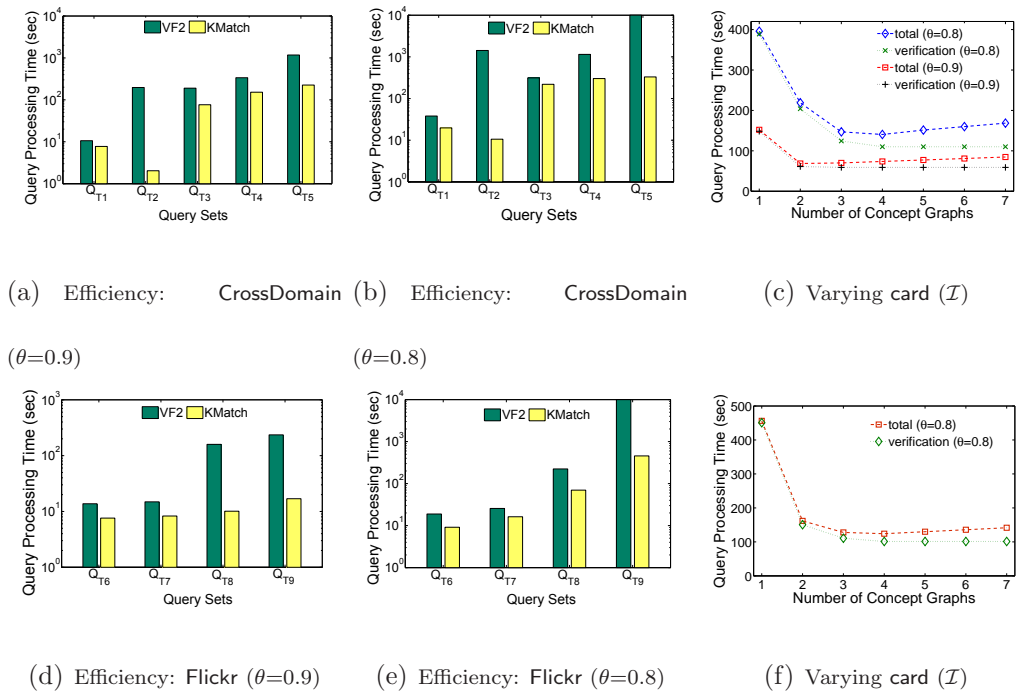 Query Processing Time (sec)
10^4
10^3
10^2
10^1
10^0
VF2 KMatch
Q_T1 Q_T2 Q_T3 Q_T4 Q_T5
Query Sets
Query Processing Time (sec)
10^4
10^3
10^2
10^1
10^0
VF2 KMatch
Q_T1 Q_T2 Q_T3 Q_T4 Q_T5
Query Sets
Query Processing Time (sec)
400
300
200
100
0
total (θ=0.8)
verification (θ=0.8)
total (θ=0.9)
verification (θ=0.9)
1 2 3 4 5 6 7
Number of Concept Graphs
(a) Efficiency: CrossDomain
(θ=0.9)
(b) Efficiency: CrossDomain
(θ=0.8)
(c) Varying card (ℐ)
Query Processing Time (sec)
10^3
10^2
10^1
10^0
VF2 KMatch
Q_T6 Q_T7 Q_T8 Q_T9
Query Sets
Query Processing Time (sec)
10^4
10^3
10^2
10^1
10^0
VF2 KMatch
Q_T6 Q_T7 Q_T8 Q_T9
Query Sets
Query Processing Time (sec)
500
400
300
200
100
0
total (θ=0.8)
verification (θ=0.8)
1 2 3 4 5 6 7
Number of Concept Graphs
(d) Efficiency: Flickr (θ=0.9)
(e) Efficiency: Flickr (θ=0.8)
(f) Varying card (ℐ)